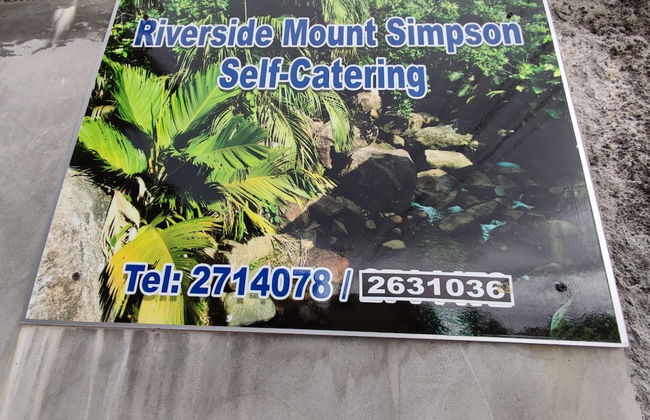 Riverside Mount Simpson
Self-Catering
Tel: 2714078 / 2631036